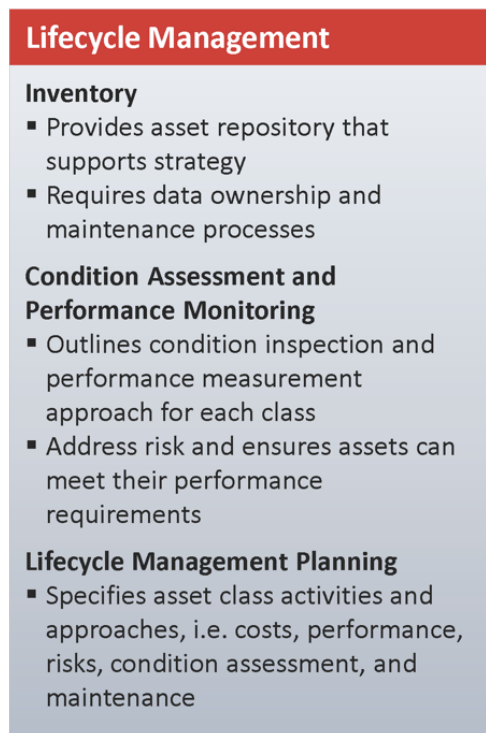 Lifecycle Management
Inventory
▪ Provides asset repository that
supports strategy
▪ Requires data ownership and
maintenance processes
Condition Assessment and
Performance Monitoring
▪ Outlines condition inspection and
performance measurement
approach for each class
▪ Address risk and ensures assets can
meet their performance
requirements
Lifecycle Management Planning
▪ Specifies asset class activities and
approaches, i.e. costs, performance,
risks, condition assessment, and
maintenance